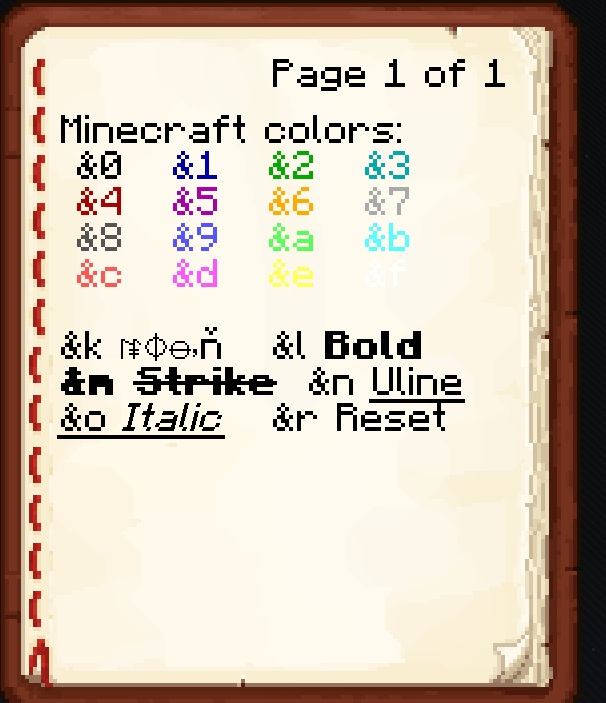 Page 1 of 1
Minecraft colors:
&0 &1 &2 &3
&4 &5 &6 &7
&8 &9 &a &b
&c &d &e &f
&k &l Bold
&m Strike &n Uline
&o Italic &r Reset